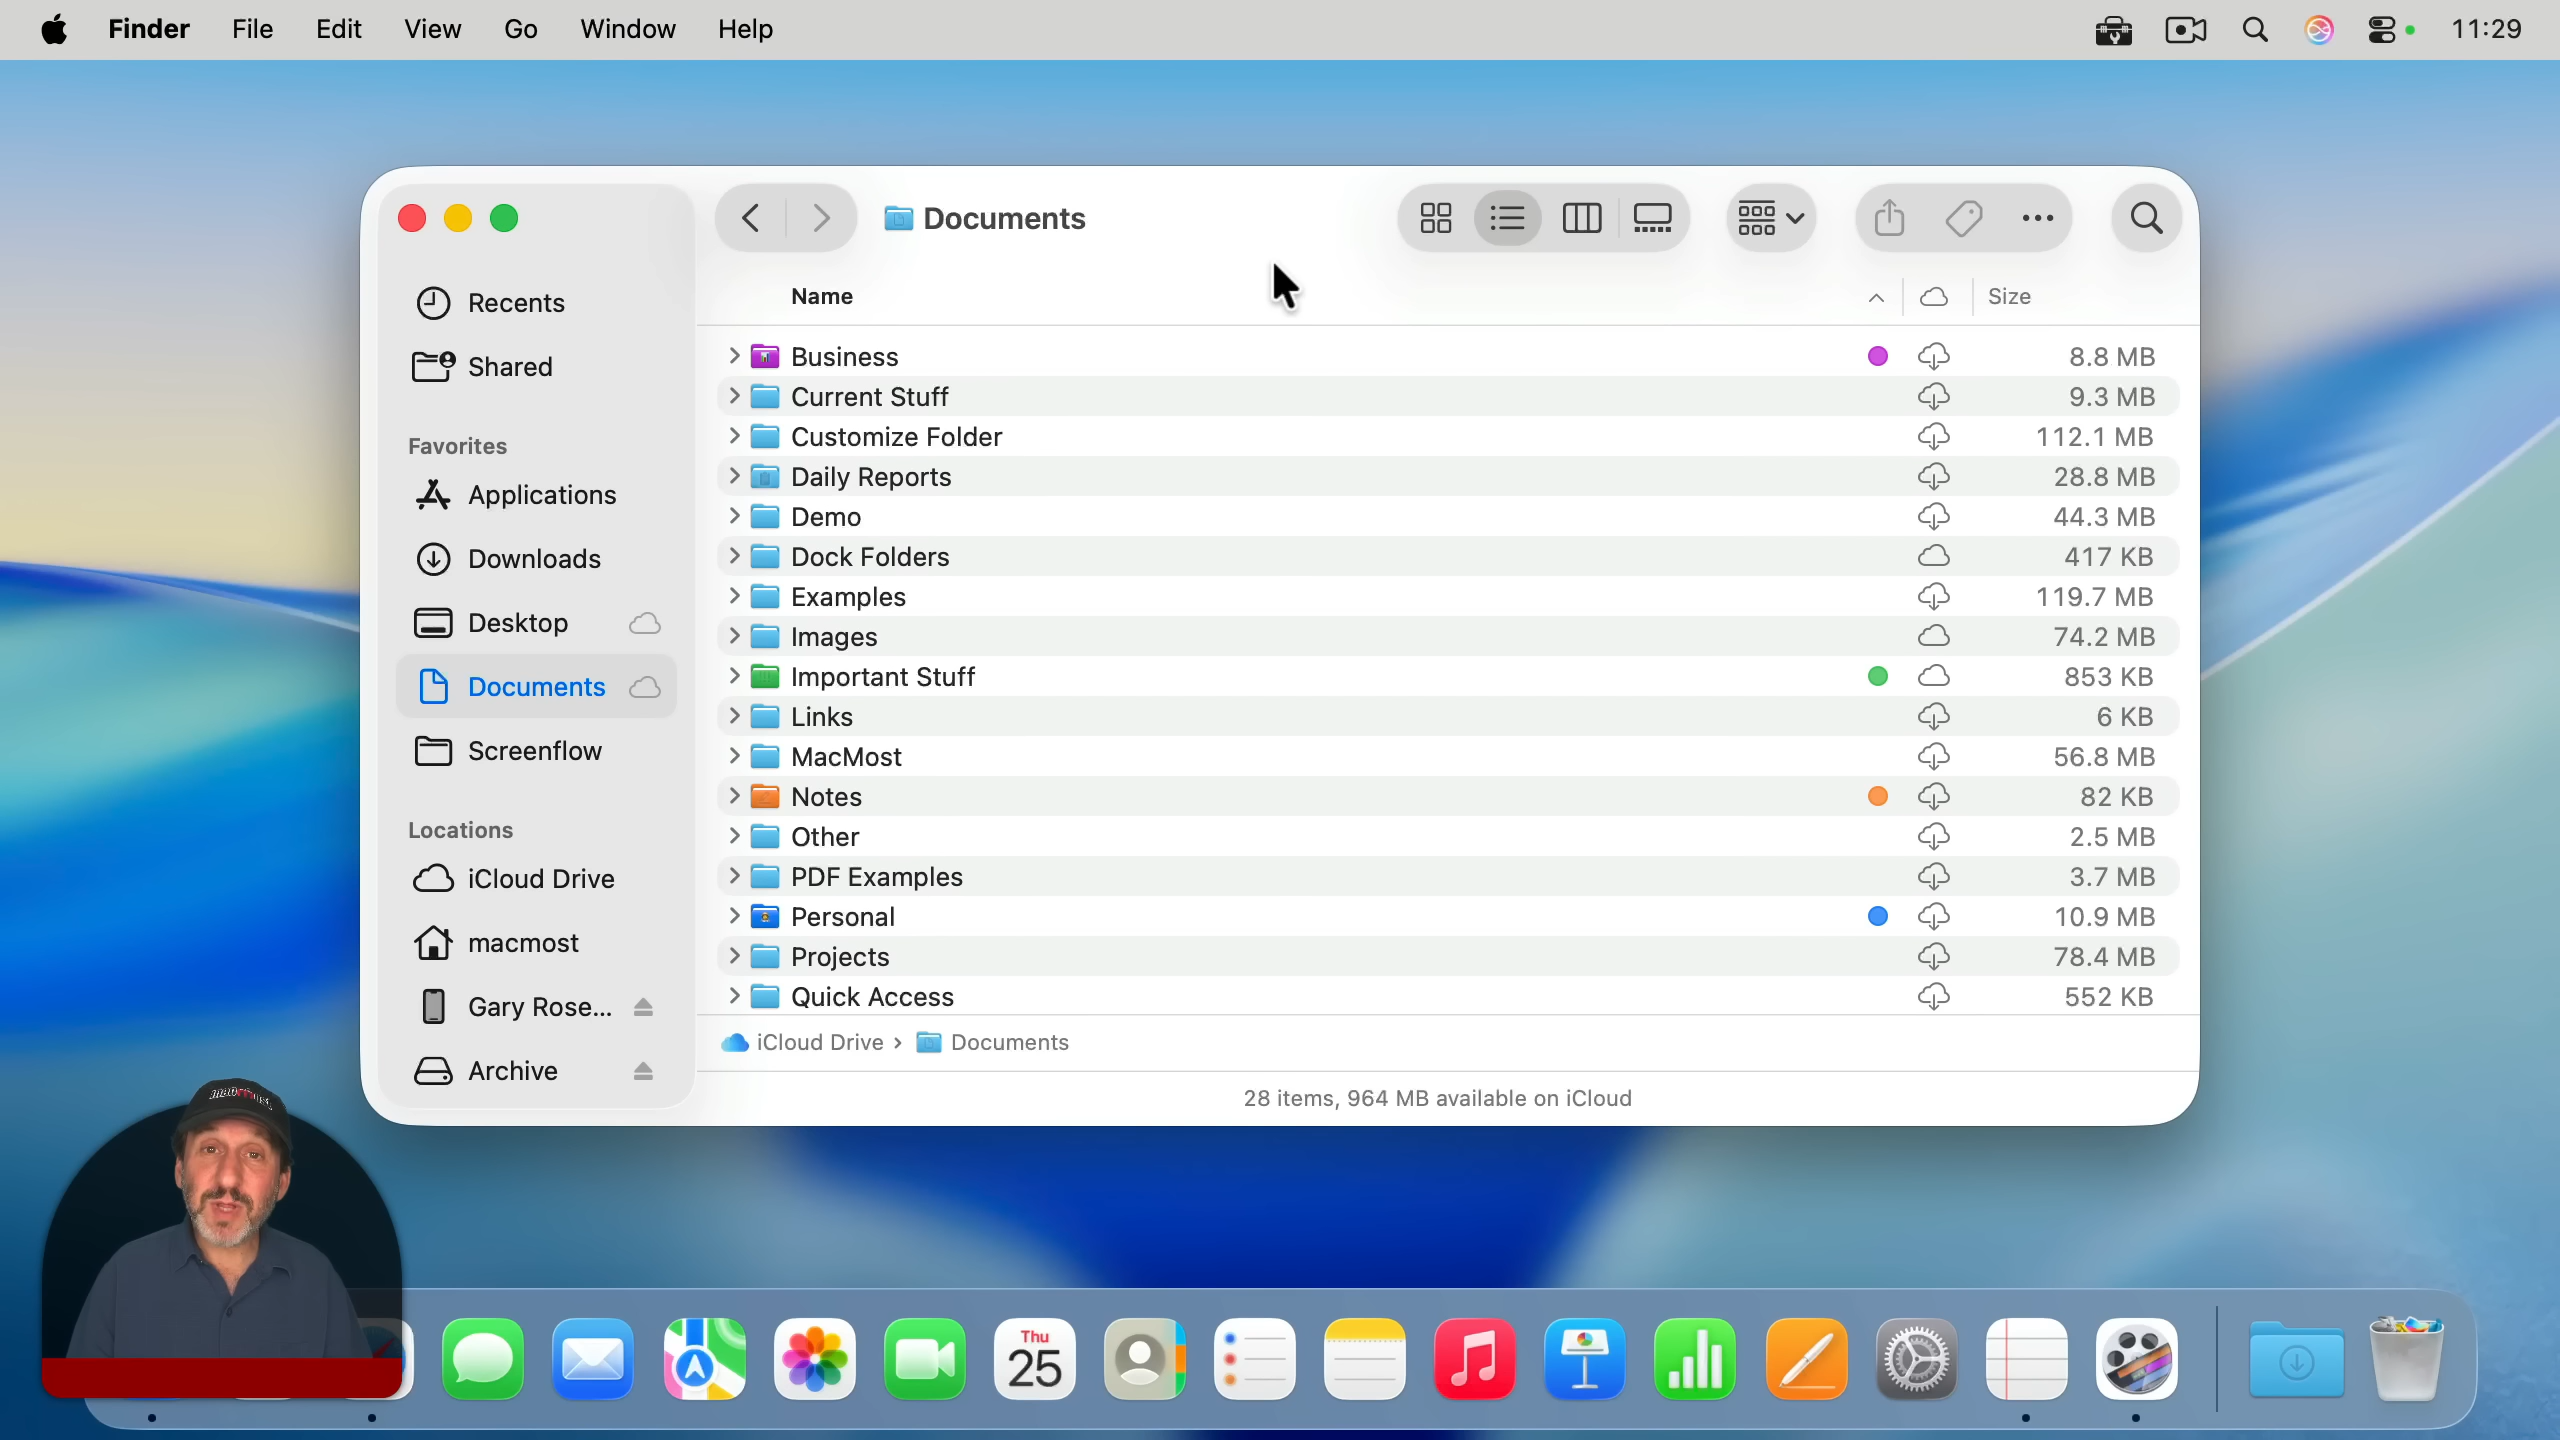 Finder File Edit View Go Window Help 11:29
Documents
Recents
Shared
Favorites
Applications
Downloads
Desktop
Documents
Screenflow
Locations
iCloud Drive
macmost
Gary Rose...
Archive
Name Size
Business 8.8 MB
Current Stuff 9.3 MB
Customize Folder 112.1 MB
Daily Reports 28.8 MB
Demo 44.3 MB
Dock Folders 417 KB
Examples 119.7 MB
Images 74.2 MB
Important Stuff 853 KB
Links 6 KB
MacMost 56.8 MB
Notes 82 KB
Other 2.5 MB
PDF Examples 3.7 MB
Personal 10.9 MB
Projects 78.4 MB
Quick Access 552 KB
iCloud Drive › Documents
28 items, 964 MB available on iCloud
Thu
25